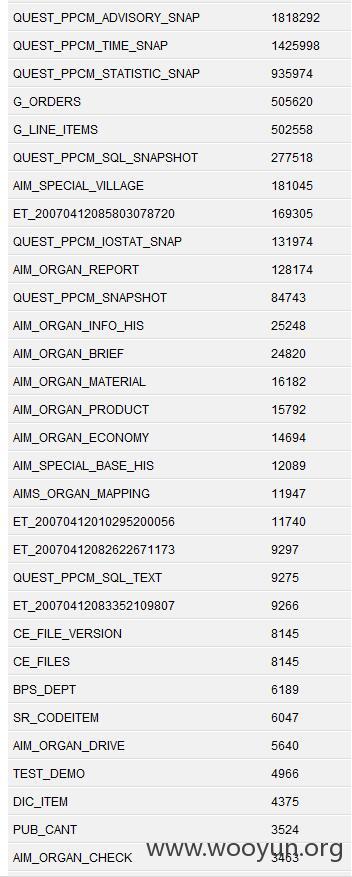 QUEST_PPCM_ADVISORY_SNAP 1818292
QUEST_PPCM_TIME_SNAP 1425998
QUEST_PPCM_STATISTIC_SNAP 935974
G_ORDERS 505620
G_LINE_ITEMS 502558
QUEST_PPCM_SQL_SNAPSHOT 277518
AIM_SPECIAL_VILLAGE 181045
ET_20070412085803078720 169305
QUEST_PPCM_IOSTAT_SNAP 131974
AIM_ORGAN_REPORT 128174
QUEST_PPCM_SNAPSHOT 84743
AIM_ORGAN_INFO_HIS 25248
AIM_ORGAN_BRIEF 24820
AIM_ORGAN_MATERIAL 16182
AIM_ORGAN_PRODUCT 15792
AIM_ORGAN_ECONOMY 14694
AIM_SPECIAL_BASE_HIS 12089
AIMS_ORGAN_MAPPING 11947
ET_20070412010295200056 11740
ET_20070412082622671173 9297
QUEST_PPCM_SQL_TEXT 9275
ET_20070412083352109807 9266
CE_FILE_VERSION 8145
CE_FILES 8145
BPS_DEPT 6189
SR_CODEITEM 6047
AIM_ORGAN_DRIVE 5640
TEST_DEMO 4966
DIC_ITEM 4375
PUB_CANT 3524
www.wooyun.org
AIM_ORGAN_CHECK 3463